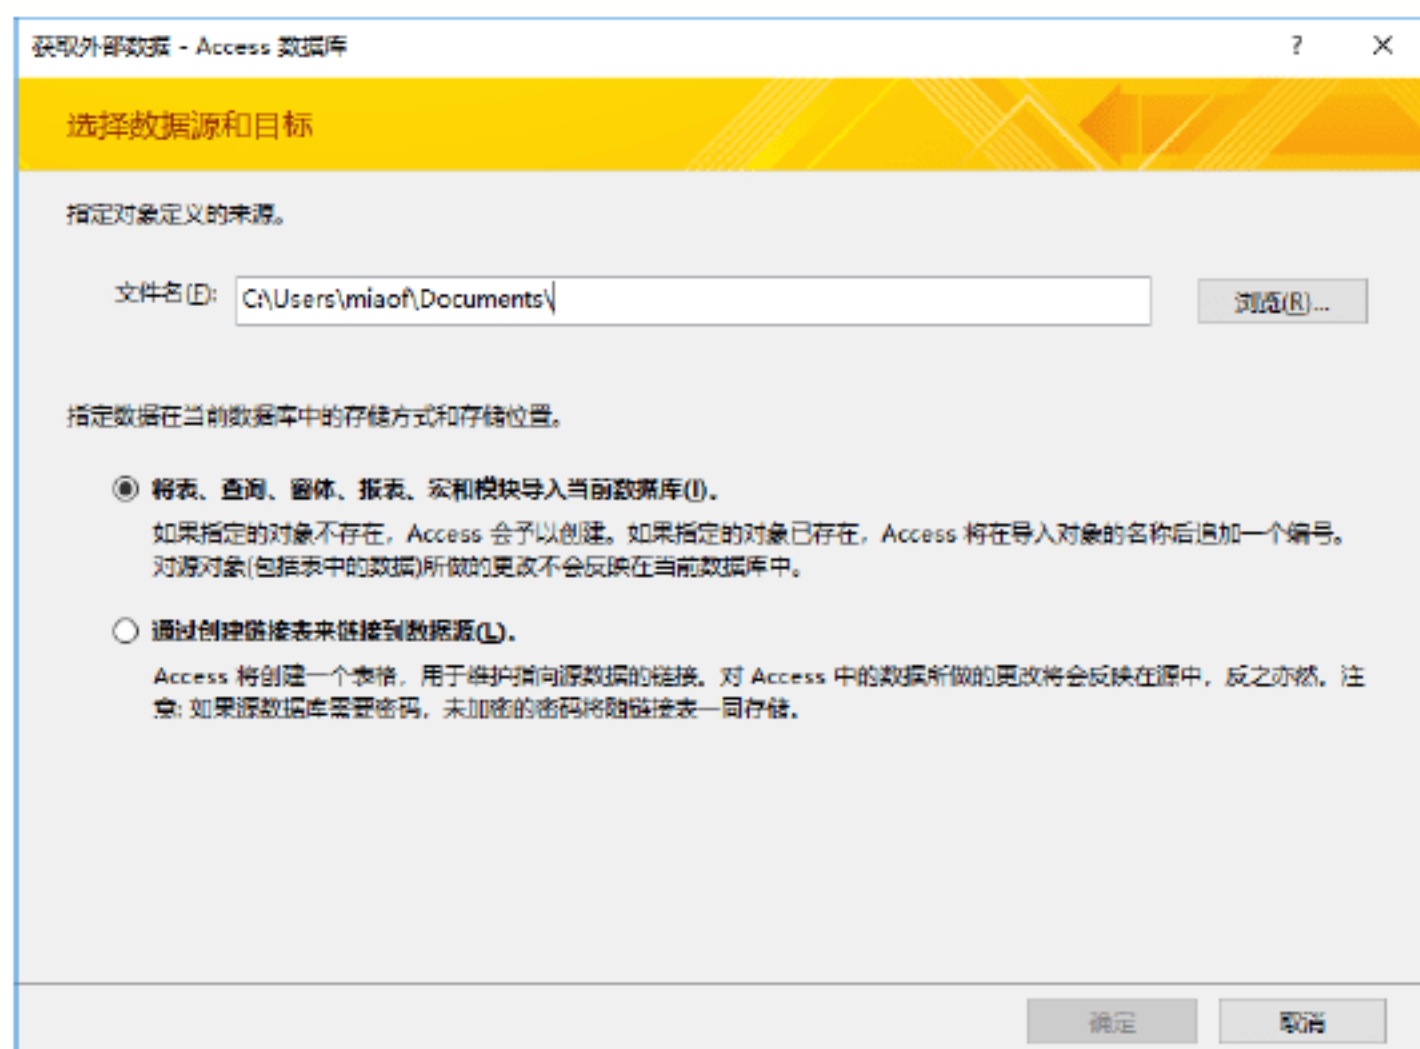 获取外部数据 - Access 数据库
?
选择数据源和目标
指定对象定义的来源。
文件名(F):
C:\Users\miaof\Documents\
浏览(R)...
指定数据在当前数据库中的存储方式和存储位置。
将表、查询、窗体、报表、宏和模块导入当前数据库(I)。
如果指定的对象不存在，Access 会予以创建。如果指定的对象已存在，Access 将在导入对象的名称后追加一个编号。
对源对象(包括表中的数据)所做的更改不会反映在当前数据库中。
通过创建链接表来链接到数据源(L)。
Access 将创建一个表格，用于维护指向源数据的链接。对 Access 中的数据所做的更改将会反映在源中，反之亦然。注
意: 如果源数据库需要密码，未加密的密码将随链接表一同存储。
确定
取消